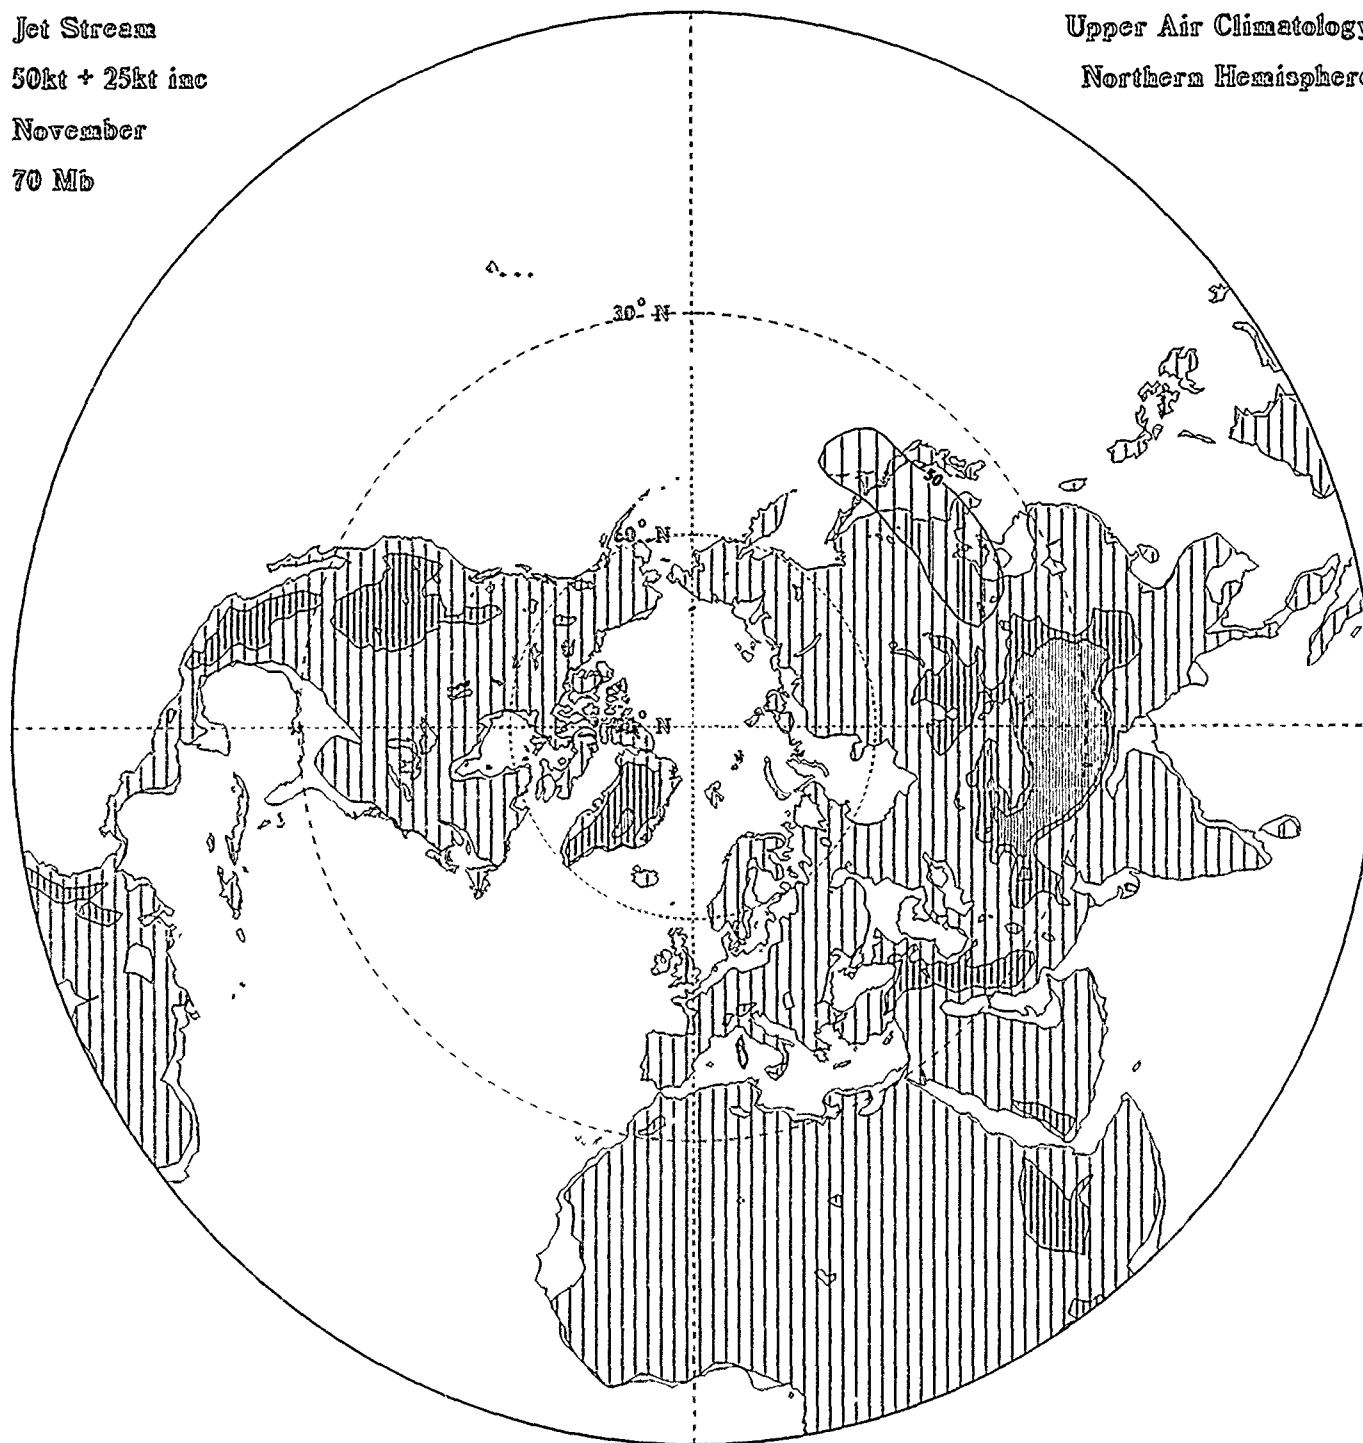 Jet Stream
50kt + 25kt inc
November
70 Mb
Upper Air Climatology
Northern Hemisphere
30° N
50
60° N
° N